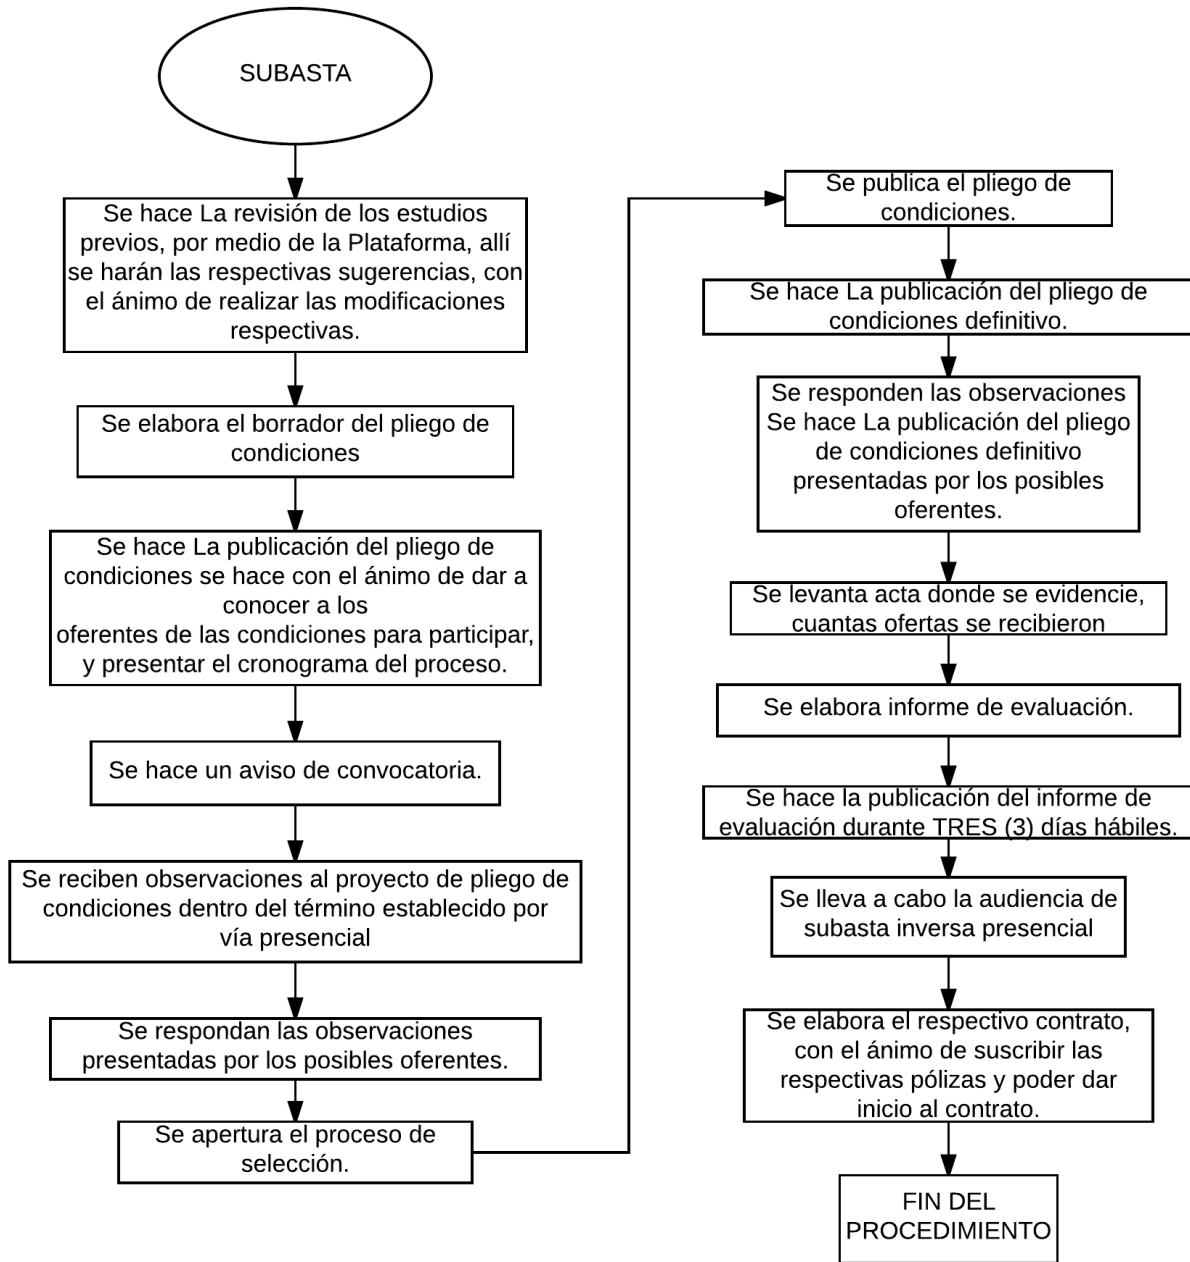 SUBASTA
Se hace La revisión de los estudios
previos, por medio de la Plataforma, allí
se harán las respectivas sugerencias, con
el ánimo de realizar las modificaciones
respectivas.
Se elabora el borrador del pliego de
condiciones
Se hace La publicación del pliego de
condiciones se hace con el ánimo de dar a
conocer a los
oferentes de las condiciones para participar,
y presentar el cronograma del proceso.
Se hace un aviso de convocatoria.
Se reciben observaciones al proyecto de pliego de
condiciones dentro del término establecido por
vía presencial
Se respondan las observaciones
presentadas por los posibles oferentes.
Se apertura el proceso de
selección.
Se publica el pliego de
condiciones.
Se hace La publicación del pliego de
condiciones definitivo.
Se responden las observaciones
Se hace La publicación del pliego
de condiciones definitivo
presentadas por los posibles
oferentes.
Se levanta acta donde se evidencie,
cuantas ofertas se recibieron
Se elabora informe de evaluación.
Se hace la publicación del informe de
evaluación durante TRES (3) días hábiles.
Se lleva a cabo la audiencia de
subasta inversa presencial
Se elabora el respectivo contrato,
con el ánimo de suscribir las
respectivas pólizas y poder dar
inicio al contrato.
FIN DEL
PROCEDIMIENTO